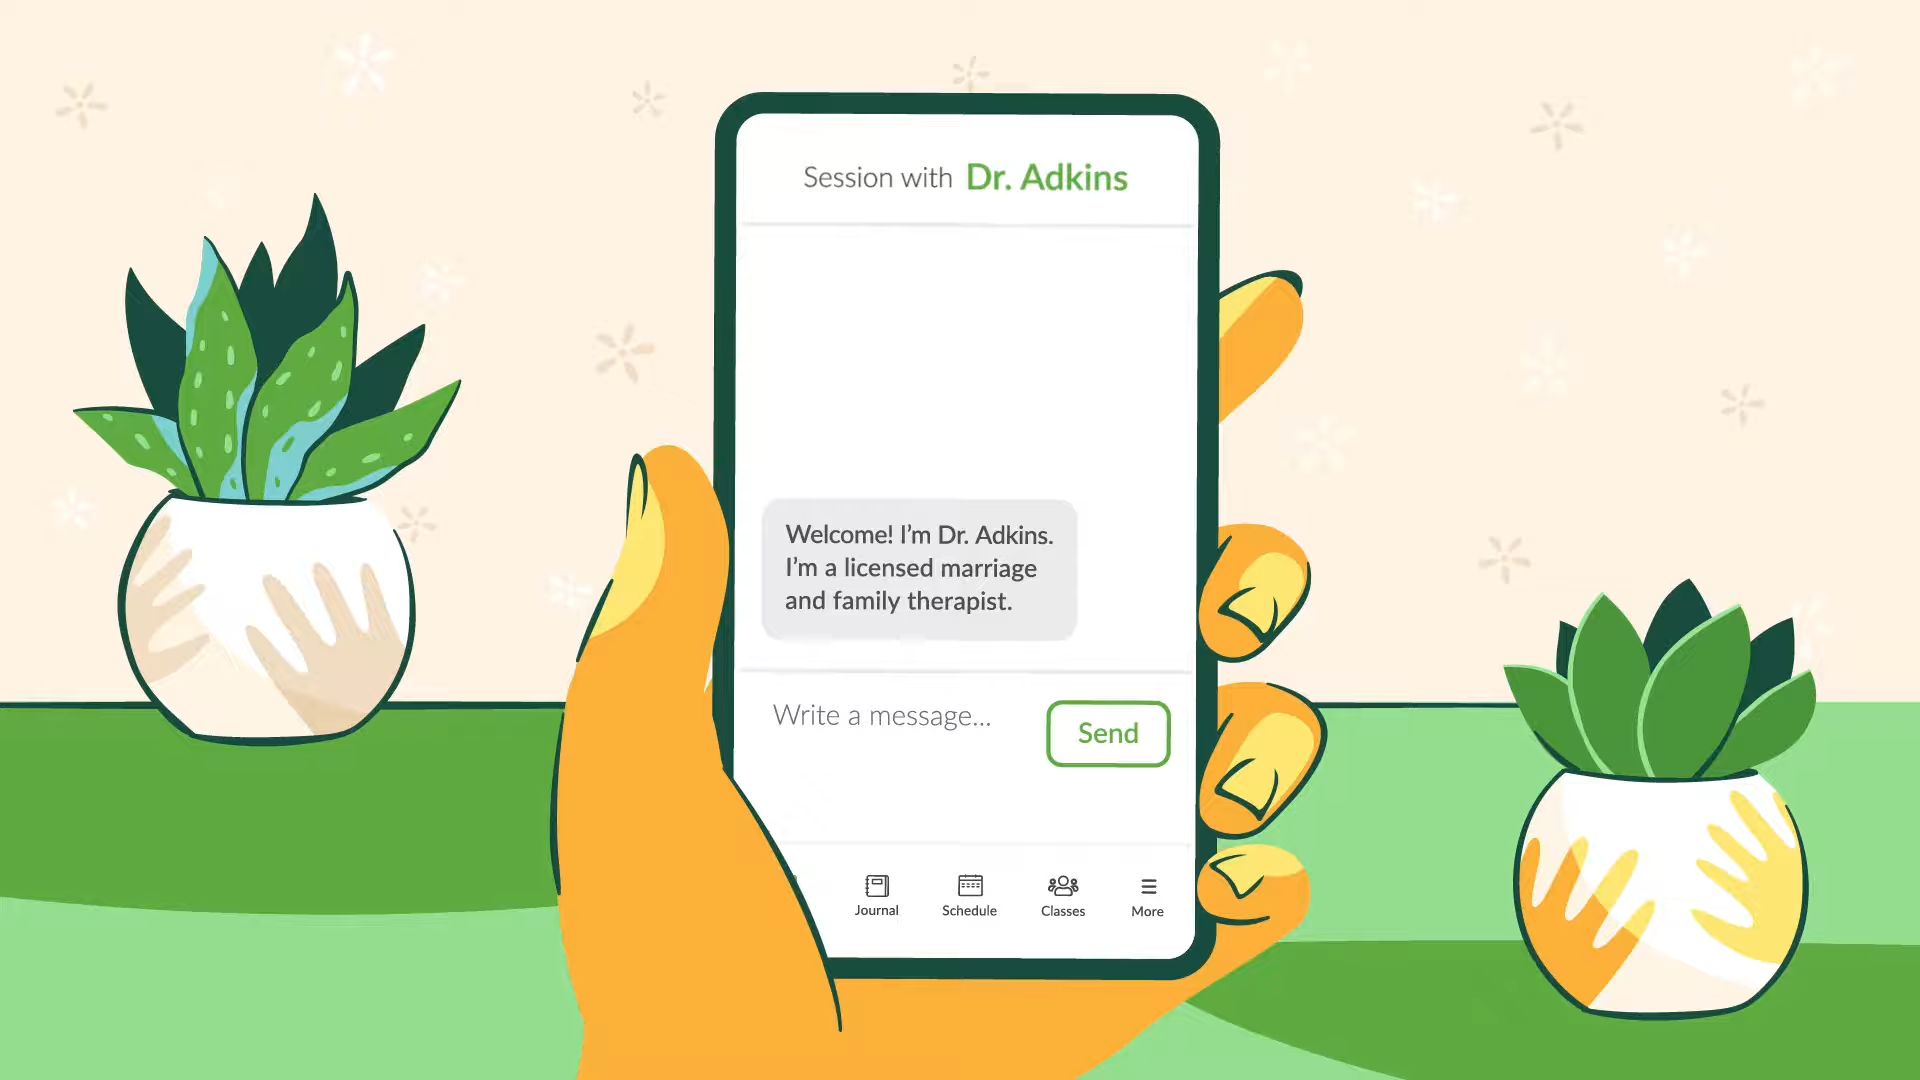 Session with Dr. Adkins
Welcome! I’m Dr. Adkins.
I’m a licensed marriage
and family therapist.
Write a message...
Send
Journal
Schedule
Classes
More